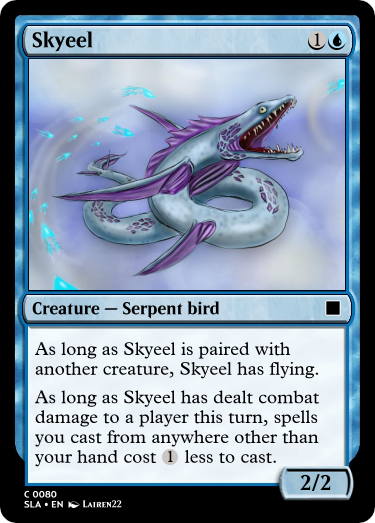 Skyeel 1
Creature — Serpent bird
As long as Skyeel is paired with
another creature, Skyeel has flying.
As long as Skyeel has dealt combat
damage to a player this turn, spells
you cast from anywhere other than
your hand cost 1 less to cast.
2/2
C 0080
SLA • EN Lairen22